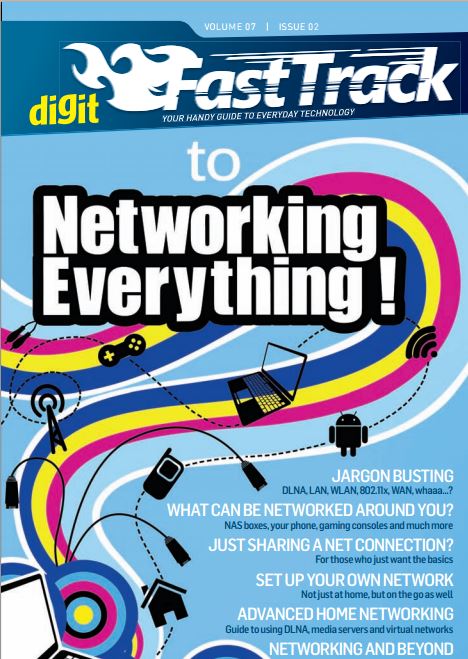 VOLUME 07 | ISSUE 02
digit
Fast Track
YOUR HANDY GUIDE TO EVERYDAY TECHNOLOGY
to
Networking
Everything !
JARGON BUSTING
DLNA, LAN, WLAN, 802.11x, WAN, whaaa...?
WHAT CAN BE NETWORKED AROUND YOU?
NAS boxes, your phone, gaming consoles and much more
JUST SHARING A NET CONNECTION?
For those who just want the basics
SET UP YOUR OWN NETWORK
Not just at home, but on the go as well
ADVANCED HOME NETWORKING
Guide to using DLNA, media servers and virtual networks
NETWORKING AND BEYOND